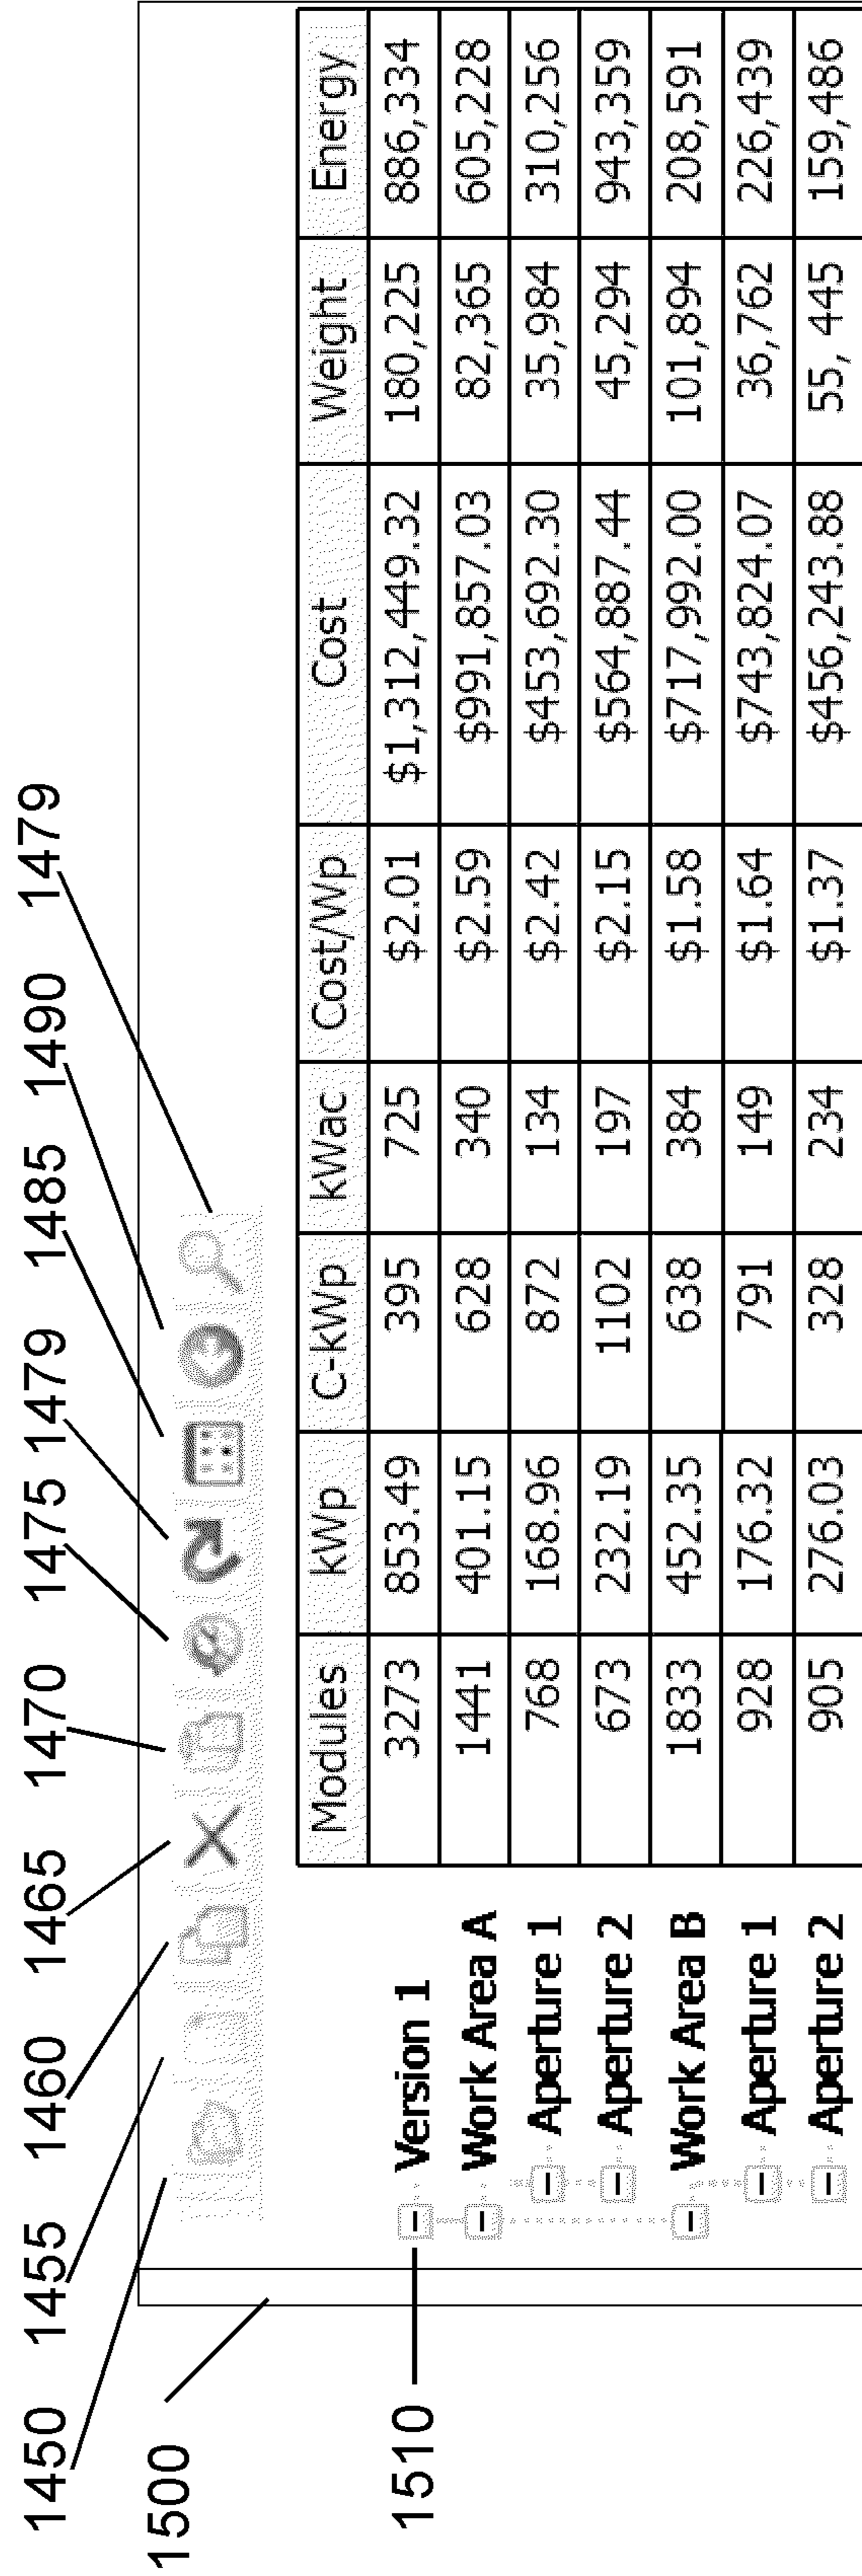 1450 1455 1460 1465 1470 1475 1479 1485 1490 1479
1500
Modules kWp C-kWp kWac Cost/Wp Cost Weight Energy
1510 Version 1 3273 853.49 395 725 $2.01 $1,312,449.32 180,225 886,334
Work Area A 1441 401.15 628 340 $2.59 $991,857.03 82,365 605,228
Aperture 1 768 168.96 872 134 $2.42 $453,692.30 35,984 310,256
Aperture 2 673 232.19 1102 197 $2.15 $564,887.44 45,294 943,359
Work Area B 1833 452.35 638 384 $1.58 $717,992.00 101,894 208,591
Aperture 1 928 176.32 791 149 $1.64 $743,824.07 36,762 226,439
Aperture 2 905 276.03 328 234 $1.37 $456,243.88 55, 445 159,486